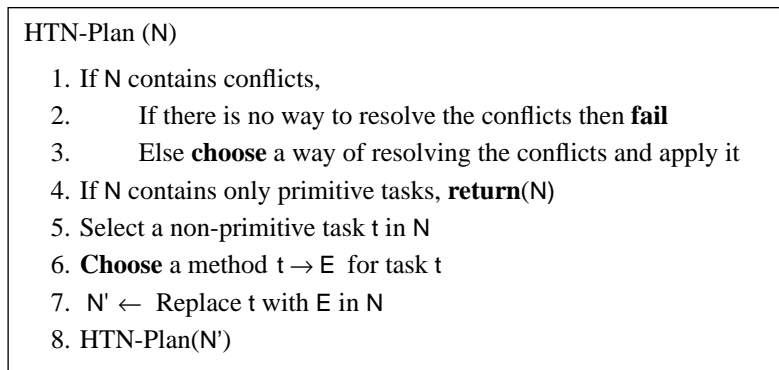 HTN-Plan (N)
1. If N contains conflicts,
2. If there is no way to resolve the conflicts then fail
3. Else choose a way of resolving the conflicts and apply it
4. If N contains only primitive tasks, return(N)
5. Select a non-primitive task t in N
6. Choose a method t → E for task t
7. N' ← Replace t with E in N
8. HTN-Plan(N')